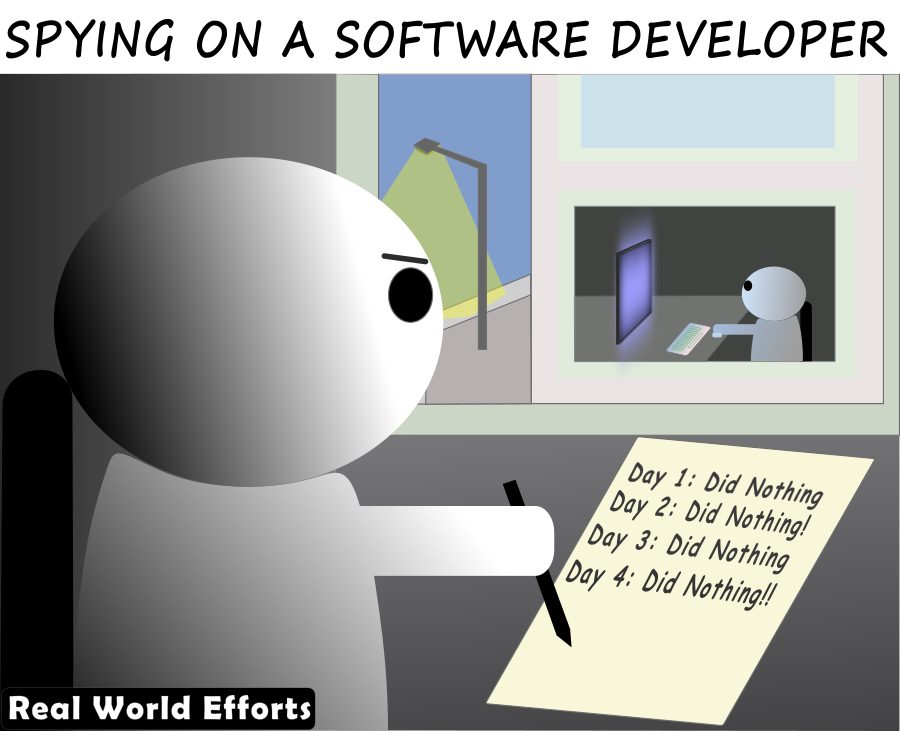 SPYING ON A SOFTWARE DEVELOPER
Day 1: Did Nothing
Day 2: Did Nothing!
Day 3: Did Nothing
Day 4: Did Nothing!!
Real World Efforts